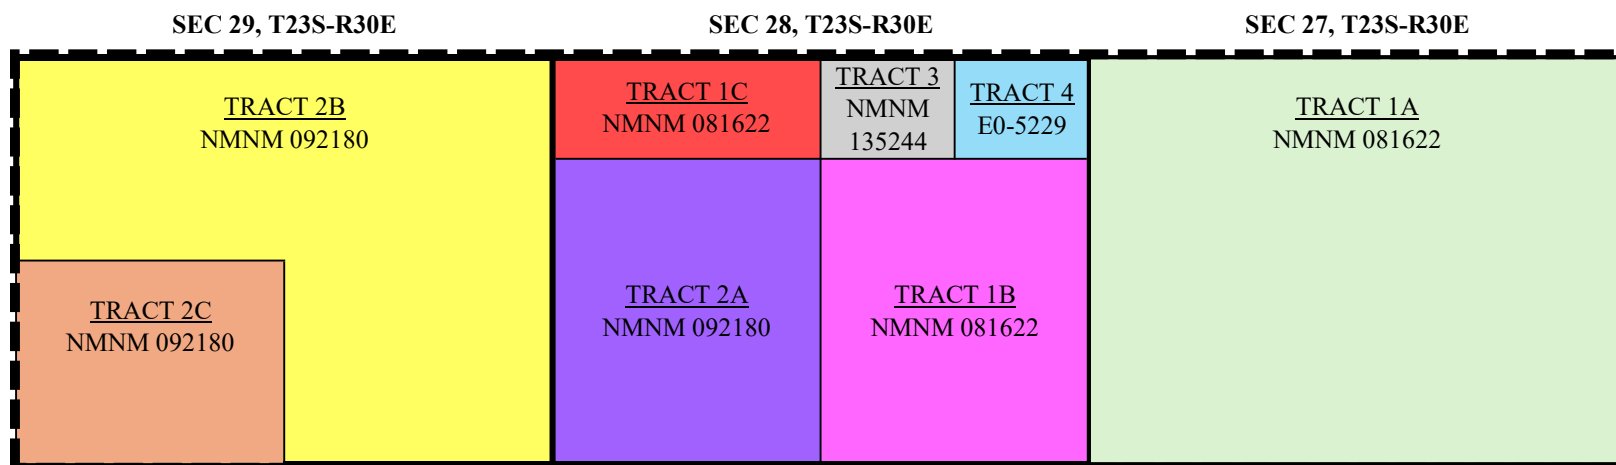 SEC 29, T23S-R30E
SEC 28, T23S-R30E
SEC 27, T23S-R30E
TRACT 2B
NMNM 092180
TRACT 1C
NMNM 081622
TRACT 3
NMNM
135244
TRACT 4
E0-5229
TRACT 1A
NMNM 081622
TRACT 2C
NMNM 092180
TRACT 2A
NMNM 092180
TRACT 1B
NMNM 081622